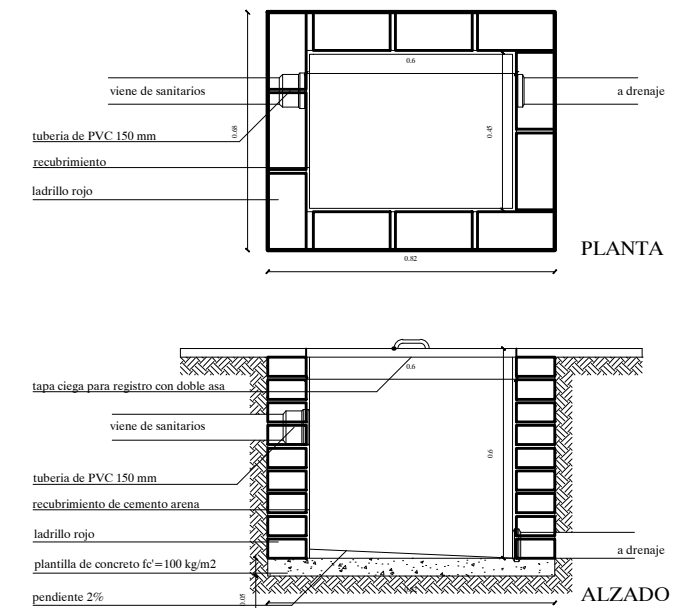 0.6
viene de sanitarios
a drenaje
tuberia de PVC 150 mm
0.68
0.45
recubrimiento
ladrillo rojo
PLANTA
0.82
0.6
tapa ciega para registro con doble asa
viene de sanitarios
0.6
tuberia de PVC 150 mm
recubrimiento de cemento arena
ladrillo rojo
a drenaje
plantilla de concreto fc'=100 kg/m2
pendiente 2%
0.05
ALZADO